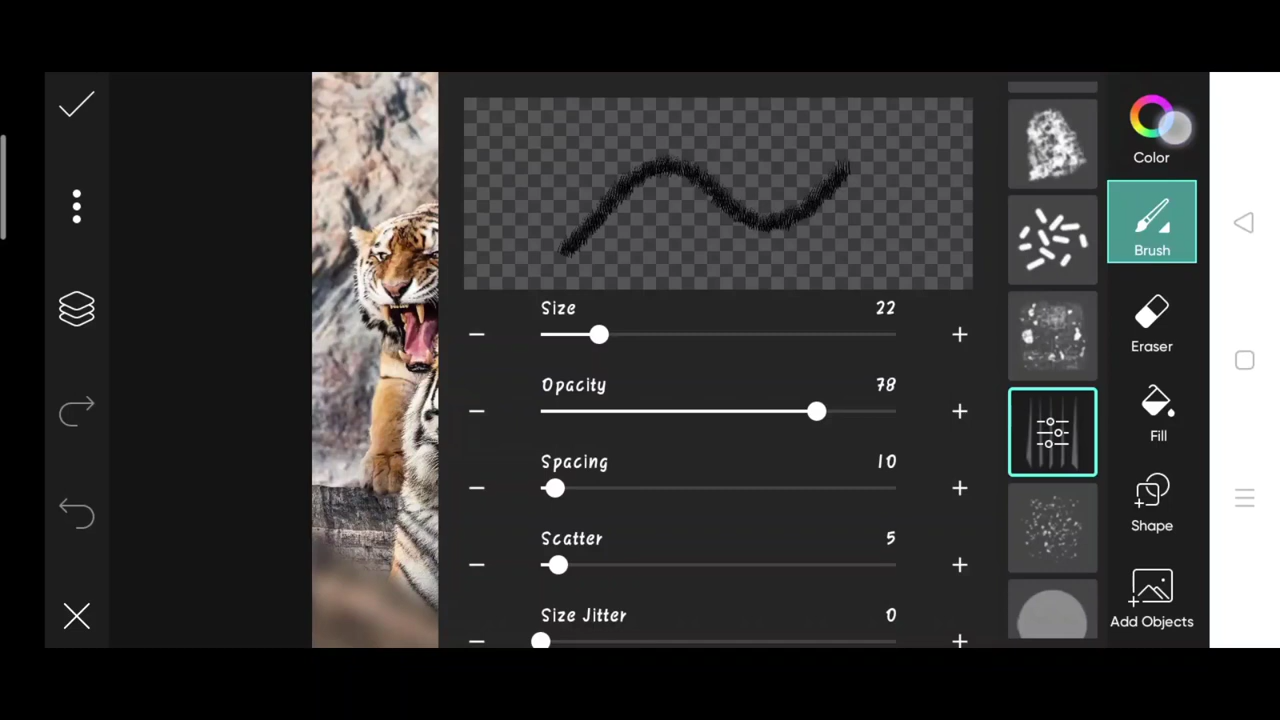 Size 22
Opacity 78
Spacing 10
Scatter 5
Size Jitter 0
Color
Brush
Eraser
Fill
Shape
Add Objects